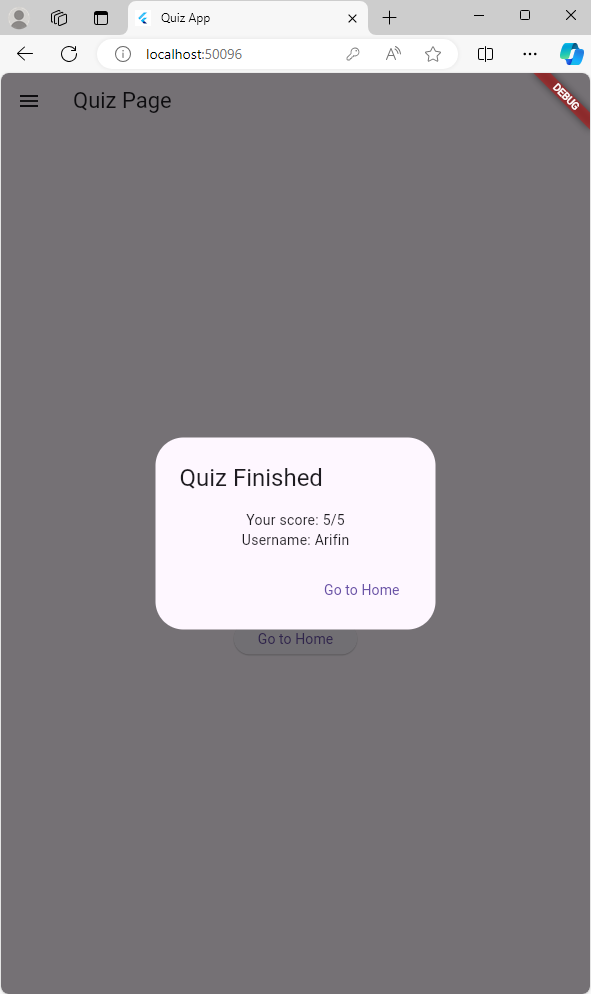 Quiz App
localhost:50096
Quiz Page
DEBUG
Quiz Finished
Your score: 5/5
Username: Arifin
Go to Home
Go to Home